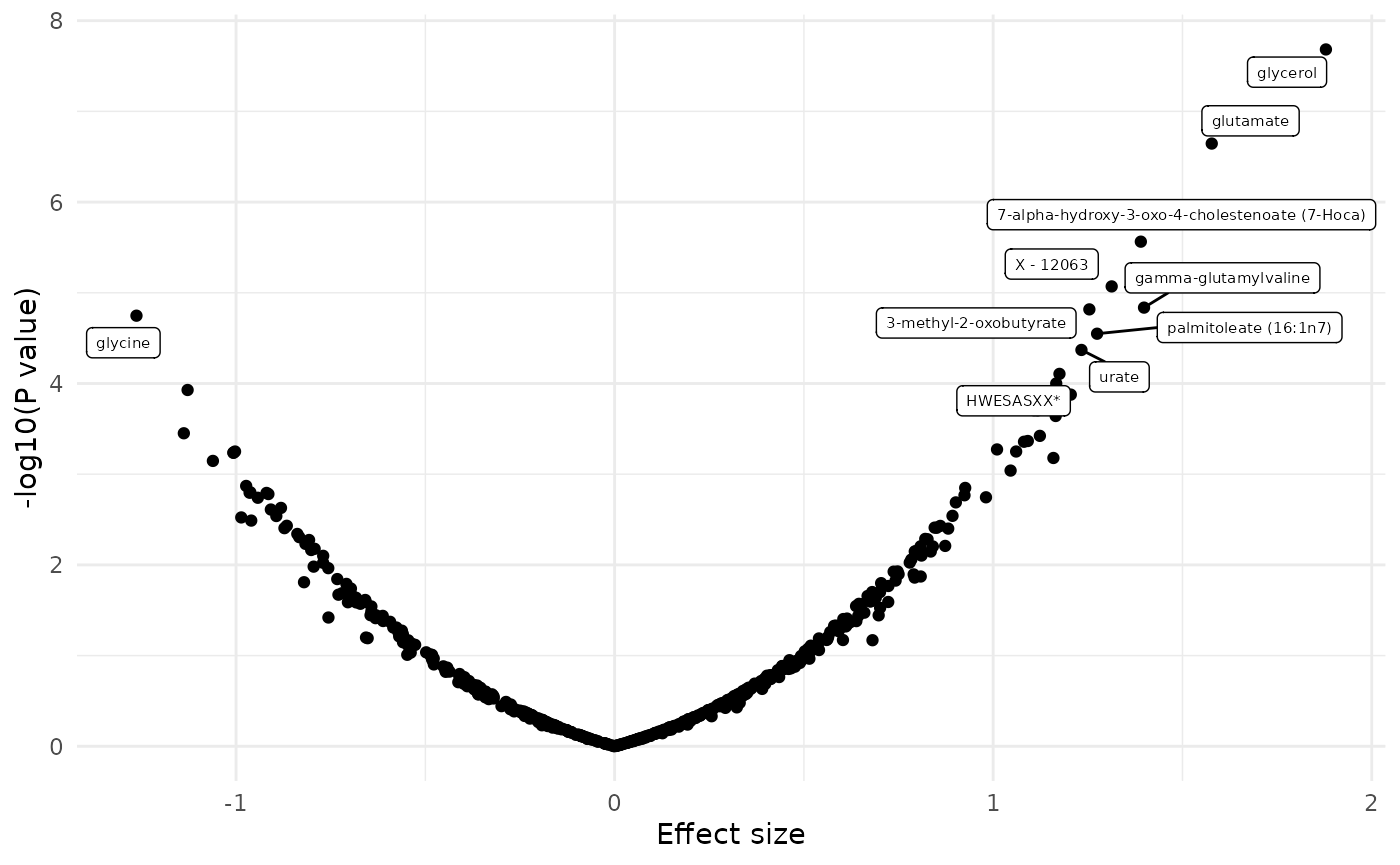 8
glycerol
glutamate
6
7-alpha-hydroxy-3-oxo-4-cholestenoate (7-Hoca)
X - 12063
gamma-glutamylvaline
3-methyl-2-oxobutyrate
palmitoleate (16:1n7)
glycine
urate
4
HWESASXX*
-log10(P value)
2
0
-1
0
1
2
Effect size